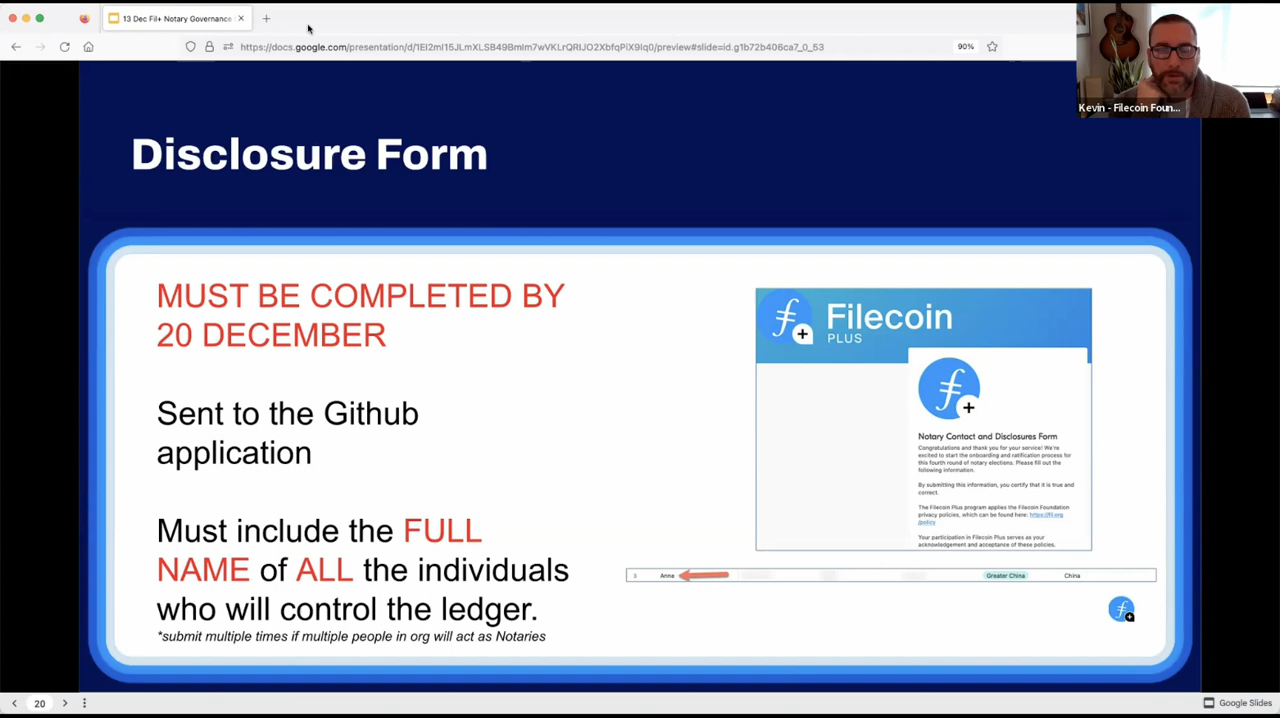 13 Dec Fil+ Notary Governance
https://docs.google.com/presentation/d/1EI2mI15JLmXLSB49BmIm7wVKLrQRIJO2XbfqPiX9Iq0/preview#slide=id.g1b72b406ca7_0_53
90%
Kevin - Filecoin Foun...
Disclosure Form
MUST BE COMPLETED BY
20 DECEMBER
Sent to the Github
application
Must include the FULL
NAME of ALL the individuals
who will control the ledger.
*submit multiple times if multiple people in org will act as Notaries
Filecoin
PLUS
Notary Contact and Disclosures Form
Congratulations and thank you for your service! We're
excited to start the onboarding and ratification process for
this fourth round of notary elections. Please fill out the
following information.
By submitting this information, you certify that it is true and
correct.
The Filecoin Plus program applies the Filecoin Foundation
privacy policies, which can be found here: https://fil.org
/policy
Your participation in Filecoin Plus serves as your
acknowledgement and acceptance of these policies.
3 Anne Greater China China
20
Google Slides